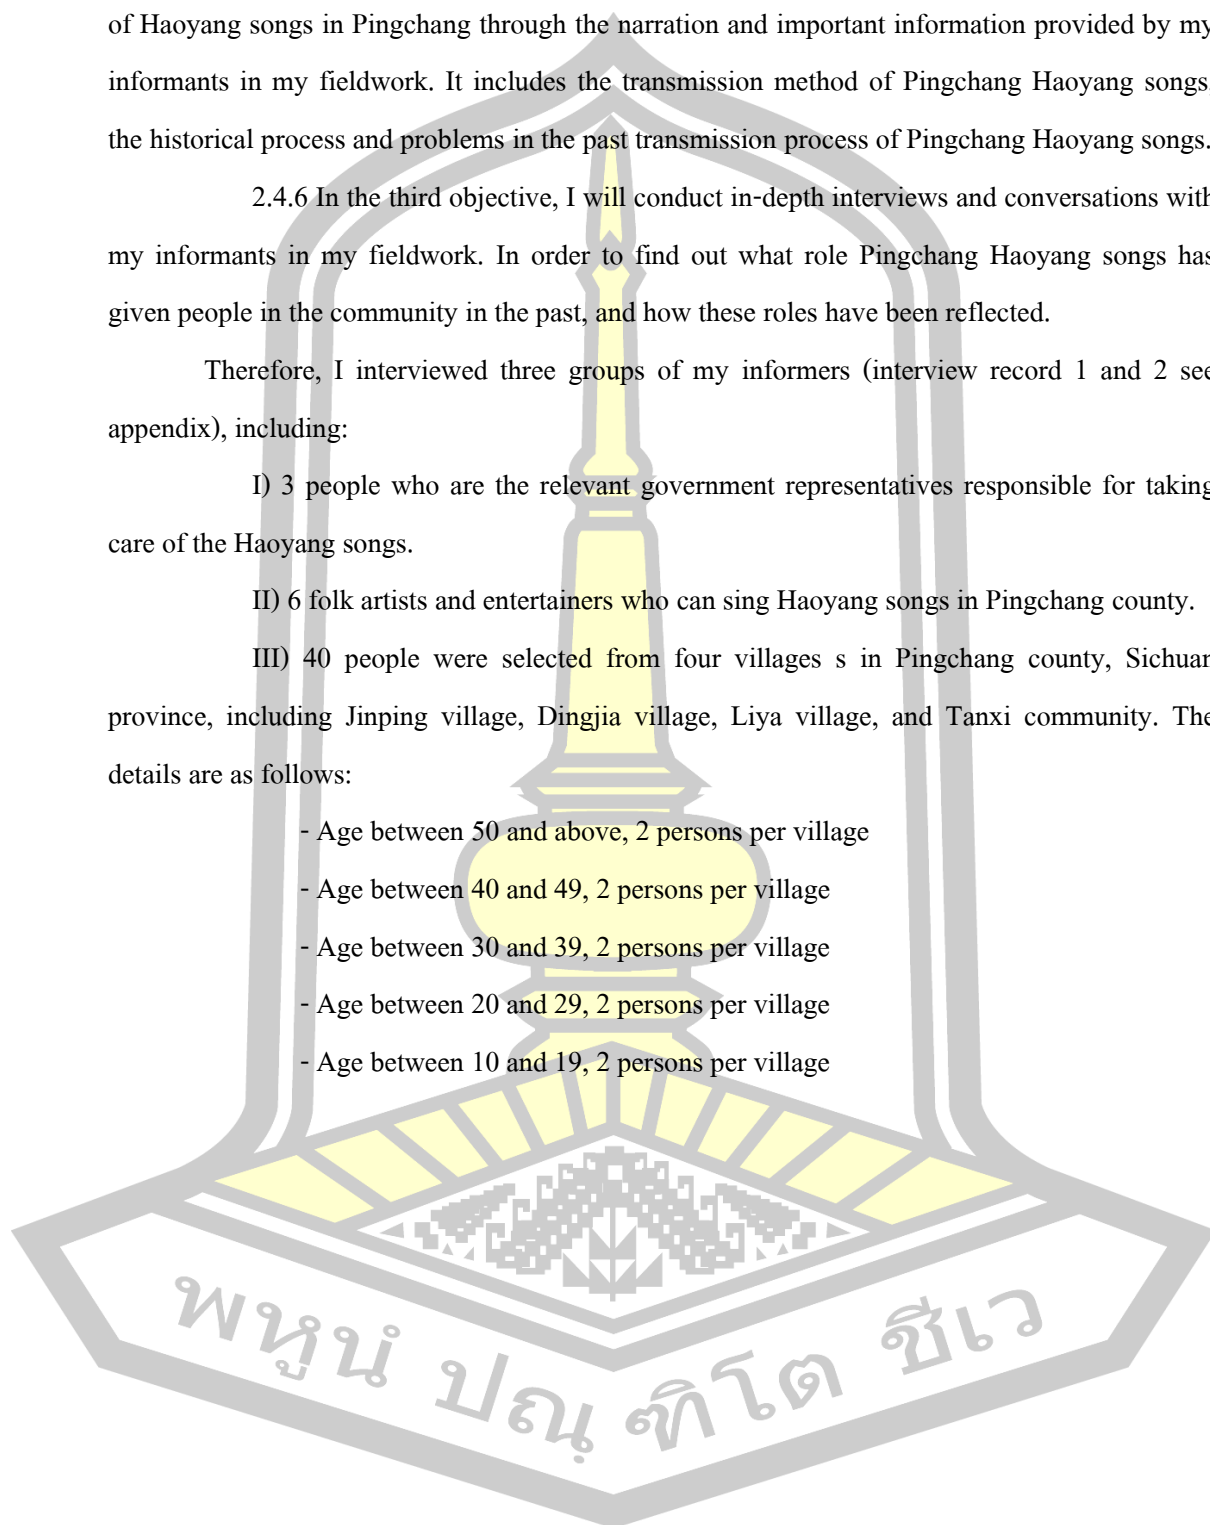 of Haoyang songs in Pingchang through the narration and important information provided by my
informants in my fieldwork. It includes the transmission method of Pingchang Haoyang songs,
the historical process and problems in the past transmission process of Pingchang Haoyang songs.
2.4.6 In the third objective, I will conduct in-depth interviews and conversations with
my informants in my fieldwork. In order to find out what role Pingchang Haoyang songs has
given people in the community in the past, and how these roles have been reflected.
Therefore, I interviewed three groups of my informers (interview record 1 and 2 see
appendix), including:
I) 3 people who are the relevant government representatives responsible for taking
care of the Haoyang songs.
II) 6 folk artists and entertainers who can sing Haoyang songs in Pingchang county.
III) 40 people were selected from four villages s in Pingchang county, Sichuan
province, including Jinping village, Dingjia village, Liya village, and Tanxi community. The
details are as follows:
- Age between 50 and above, 2 persons per village
- Age between 40 and 49, 2 persons per village
- Age between 30 and 39, 2 persons per village
- Age between 20 and 29, 2 persons per village
- Age between 10 and 19, 2 persons per village
พหูนํ ปณฺฑิโต ชีเว